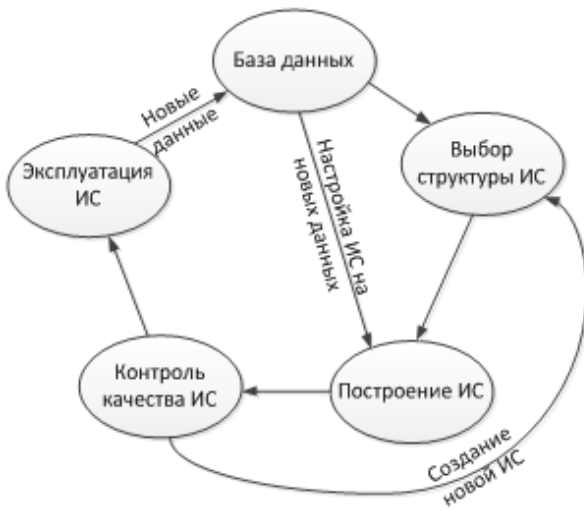 База данных
Новые
данные
Эксплуатация
ИС
Выбор
структуры ИС
Настройка ИС на
новых данных
Контроль
качества ИС
Построение ИС
Создание
новой ИС